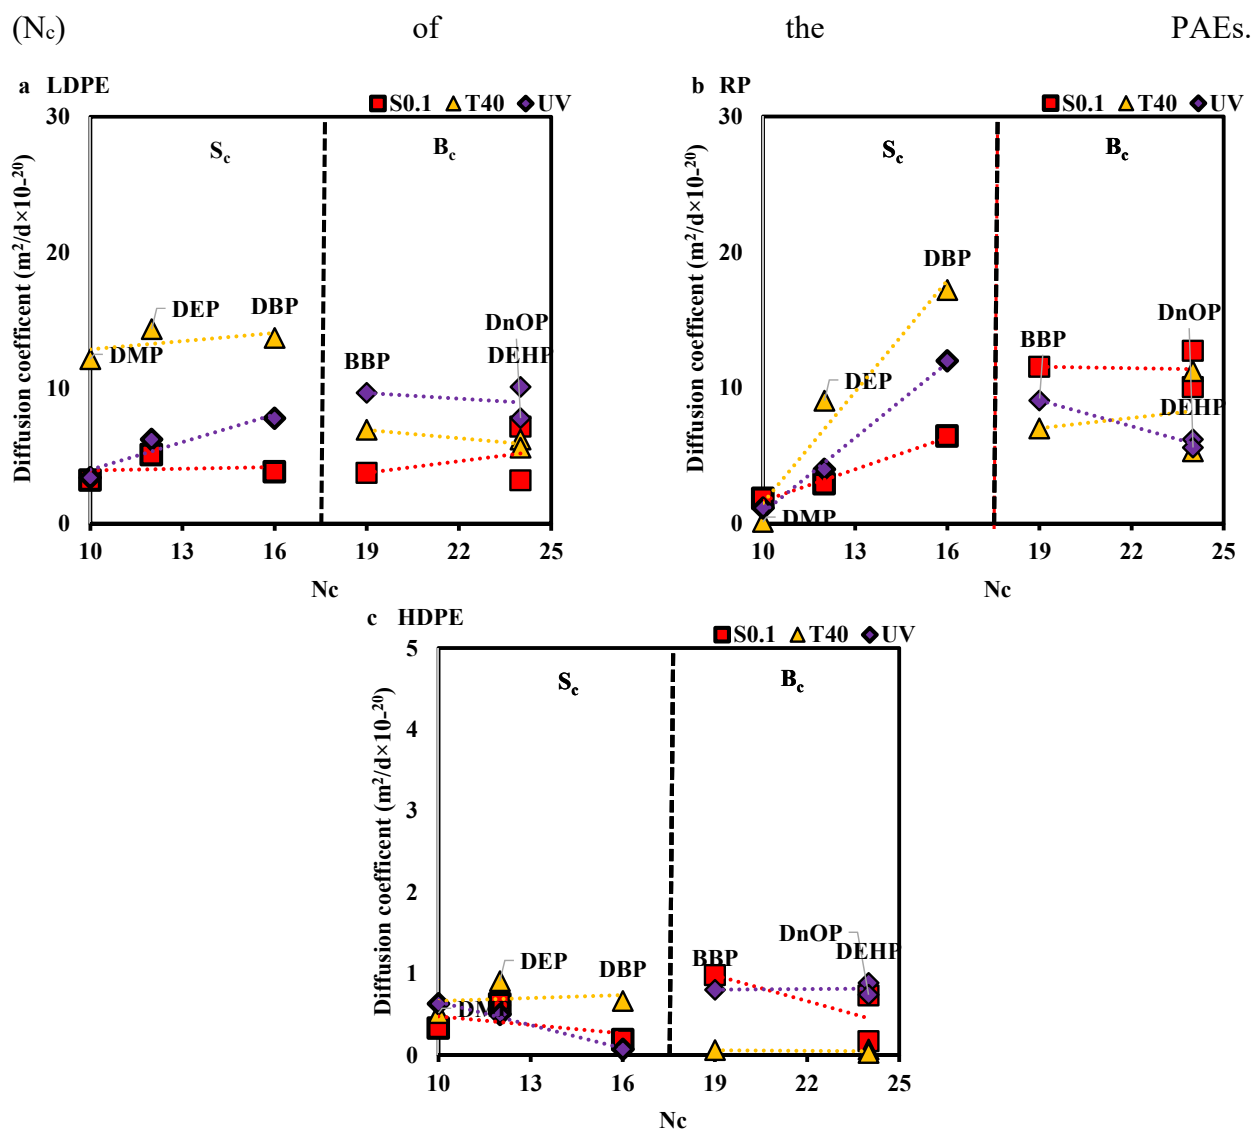 (Nc) of the PAEs.
a LDPE
S0.1 T40 UV
30
20
10
0
Diffusion coefficent (m²/d×10-²⁰)
Sc
Bc
DEP
DBP
DMP
BBP
DnOP
DEHP
10 13 16 19 22 25
Nc
b RP
S0.1 T40 UV
30
20
10
0
Diffusion coefficent (m²/d×10-²⁰)
Sc
Bc
DBP
DEP
DMP
BBP
DnOP
DEHP
10 13 16 19 22 25
Nc
c HDPE
S0.1 T40 UV
5
4
3
2
1
0
Diffusion coefficent (m²/d×10-²⁰)
Sc
Bc
DEP
DBP
BBP
DnOP
DEHP
10 13 16 19 22 25
Nc